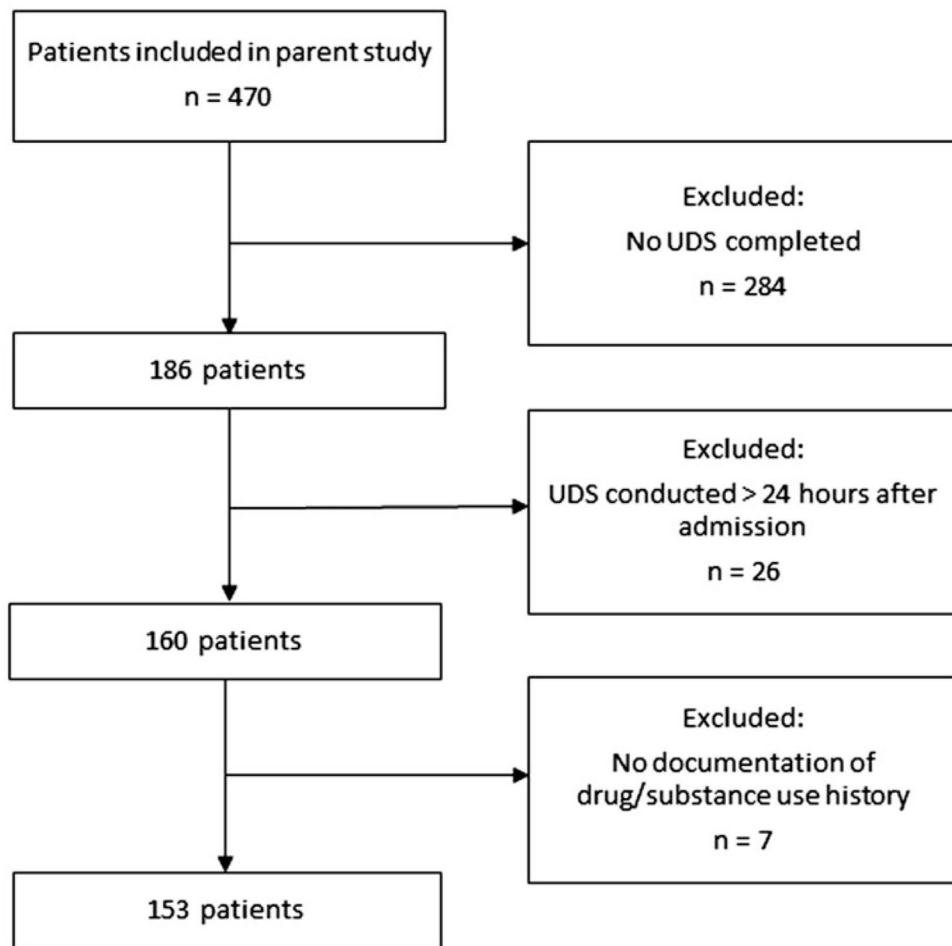 Patients included in parent study
n = 470
Excluded:
No UDS completed
n = 284
186 patients
Excluded:
UDS conducted > 24 hours after
admission
n = 26
160 patients
Excluded:
No documentation of
drug/substance use history
n = 7
153 patients